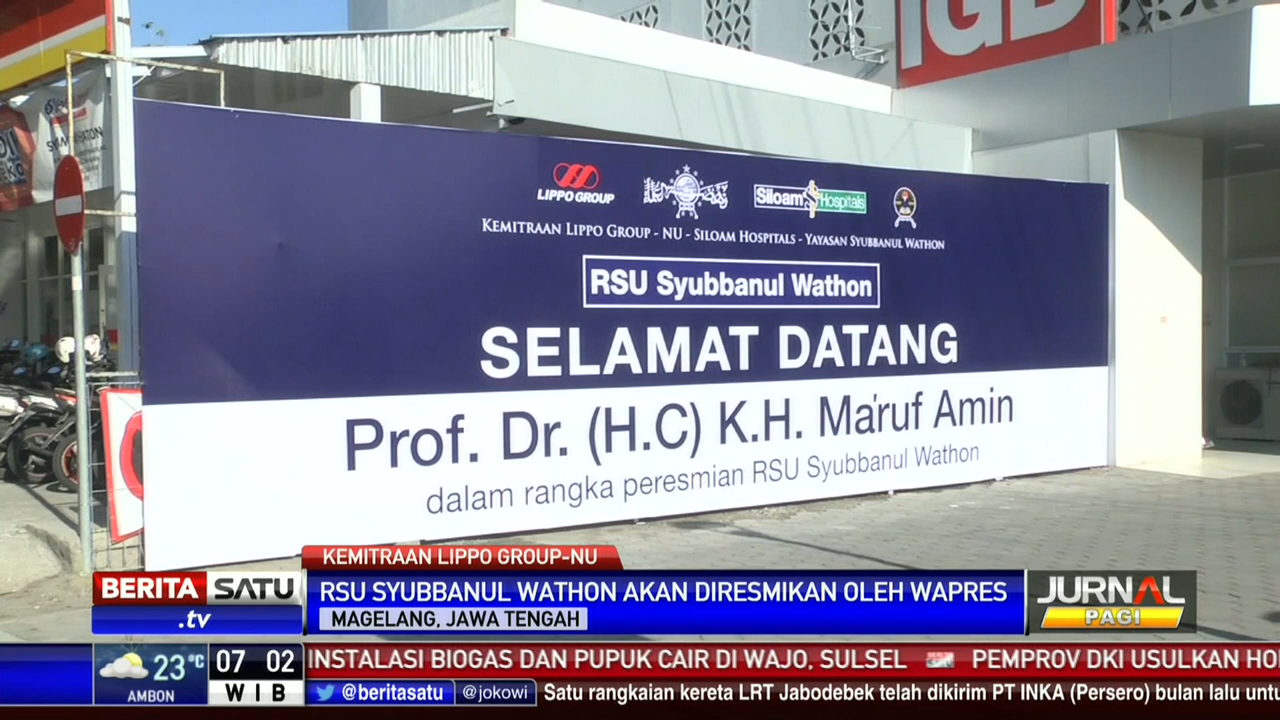 IGD
LIPPO GROUP
Siloam Hospitals
KEMITRAAN LIPPO GROUP - NU - SILOAM HOSPITALS - YAYASAN SYUBBANUL WATHON
RSU Syubbanul Wathon
SELAMAT DATANG
Prof. Dr. (H.C) K.H. Ma'ruf Amin
dalam rangka peresmian RSU Syubbanul Wathon
KEMITRAAN LIPPO GROUP-NU
BERITA SATU
.tv
RSU SYUBBANUL WATHON AKAN DIRESMIKAN OLEH WAPRES
MAGELANG, JAWA TENGAH
JURNAL
PAGI
23°C
AMBON
07 02
WIB
INSTALASI BIOGAS DAN PUPUK CAIR DI WAJO, SULSEL PEMPROV DKI USULKAN
@beritasatu @jokowi Satu rangkaian kereta LRT Jabodebek telah dikirim PT INKA (Persero) bulan lalu